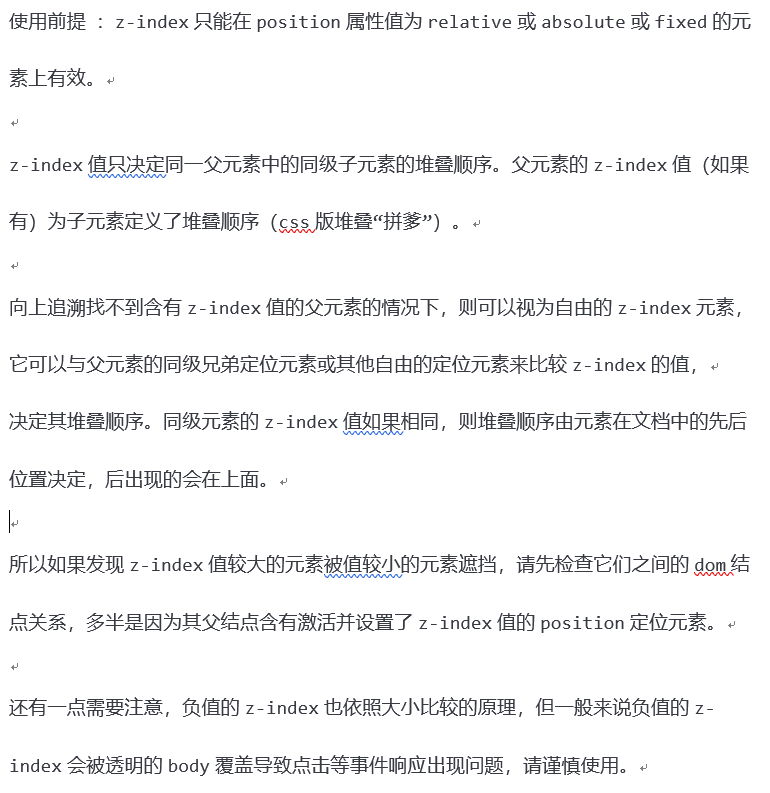 使用前提 : z-index 只能在 position 属性值为 relative 或 absolute 或 fixed 的元
素上有效。
z-index 值只决定同一父元素中的同级子元素的堆叠顺序。父元素的 z-index 值（如果
有）为子元素定义了堆叠顺序（css 版堆叠“拼爹”）。
向上追溯找不到含有 z-index 值的父元素的情况下，则可以视为自由的 z-index 元素，
它可以与父元素的同级兄弟定位元素或其他自由的定位元素来比较 z-index 的值，
决定其堆叠顺序。同级元素的 z-index 值如果相同，则堆叠顺序由元素在文档中的先后
位置决定，后出现的会在上面。
所以如果发现 z-index 值较大的元素被值较小的元素遮挡，请先检查它们之间的 dom 结
点关系，多半是因为其父结点含有激活并设置了 z-index 值的 position 定位元素。
还有一点需要注意，负值的 z-index 也依照大小比较的原理，但一般来说负值的 z-
index 会被透明的 body 覆盖导致点击等事件响应出现问题，请谨慎使用。